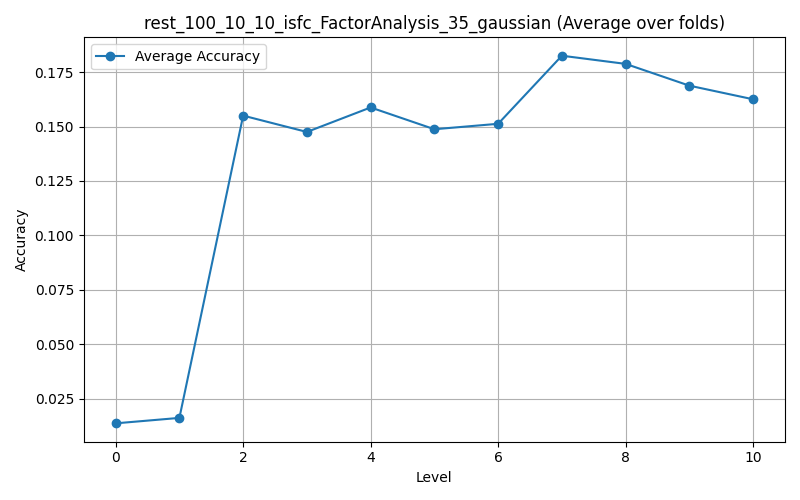 rest_100_10_10_isfc_FactorAnalysis_35_gaussian (Average over folds)
Average Accuracy
0.175
0.150
0.125
0.100
0.075
0.050
0.025
Accuracy
0 2 4 6 8 10
Level